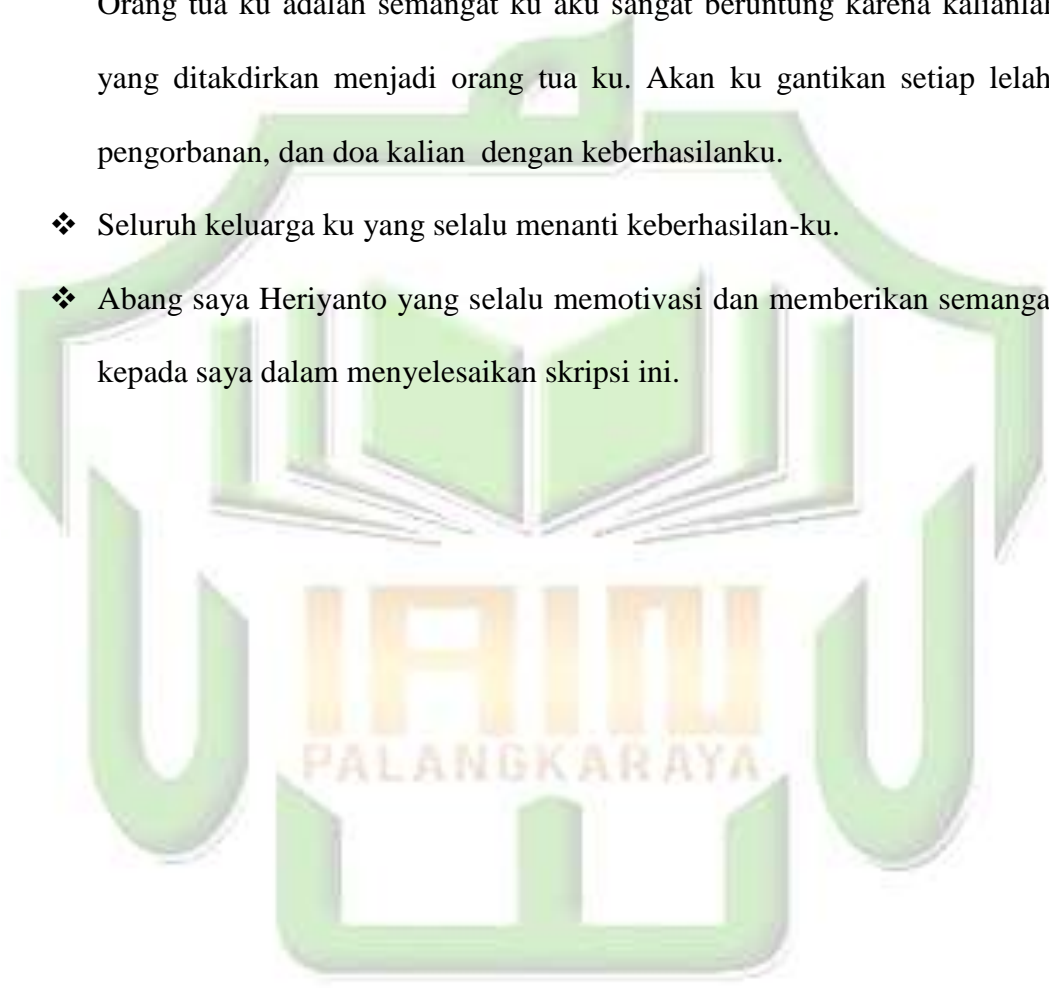 Orang tua ku adalah semangat ku aku sangat beruntung karena kalianlah
yang ditakdirkan menjadi orang tua ku. Akan ku gantikan setiap lelah
pengorbanan, dan doa kalian dengan keberhasilanku.
❖ Seluruh keluarga ku yang selalu menanti keberhasilan-ku.
❖ Abang saya Heriyanto yang selalu memotivasi dan memberikan semanga
kepada saya dalam menyelesaikan skripsi ini.
IAIN
PALANGKARAYA